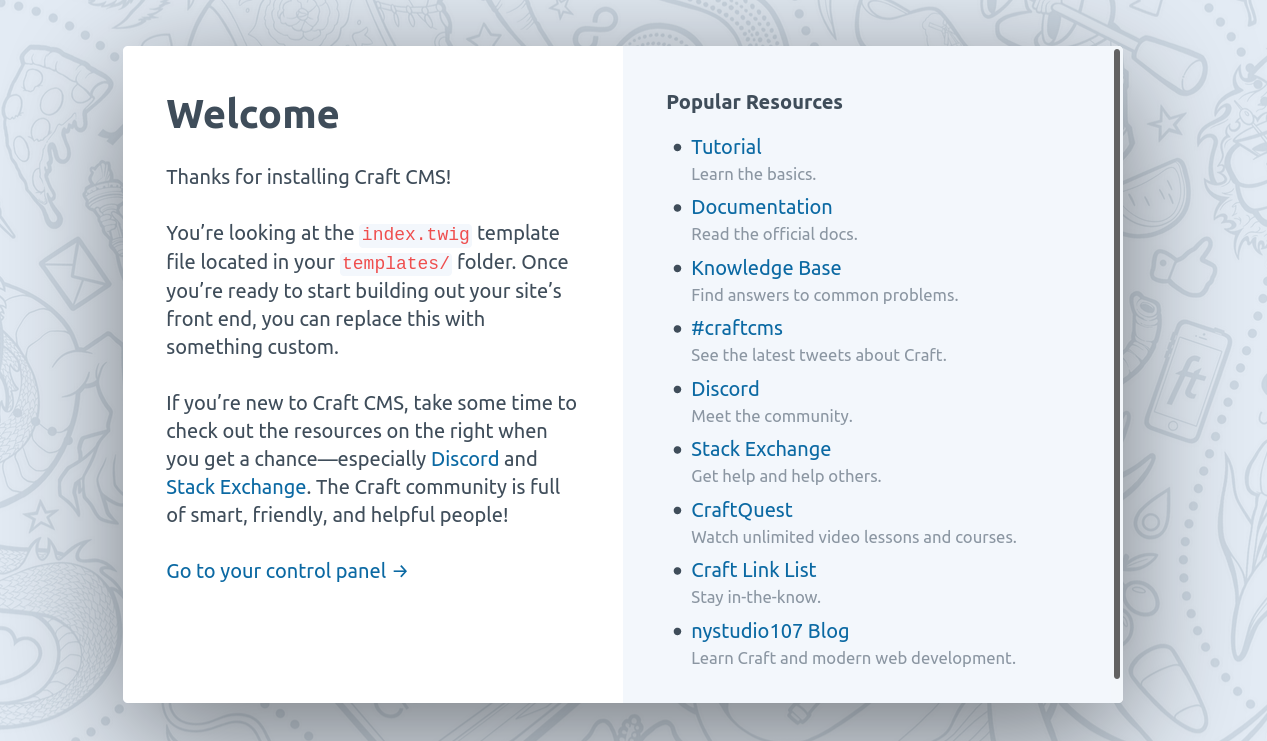 Welcome
Thanks for installing Craft CMS!
You’re looking at the index.twig template
file located in your templates/ folder. Once
you’re ready to start building out your site’s
front end, you can replace this with
something custom.
If you’re new to Craft CMS, take some time to
check out the resources on the right when
you get a chance—especially Discord and
Stack Exchange. The Craft community is full
of smart, friendly, and helpful people!
Go to your control panel →
Popular Resources
• Tutorial
Learn the basics.
• Documentation
Read the official docs.
• Knowledge Base
Find answers to common problems.
• #craftcms
See the latest tweets about Craft.
• Discord
Meet the community.
• Stack Exchange
Get help and help others.
• CraftQuest
Watch unlimited video lessons and courses.
• Craft Link List
Stay in-the-know.
• nystudio107 Blog
Learn Craft and modern web development.
ft